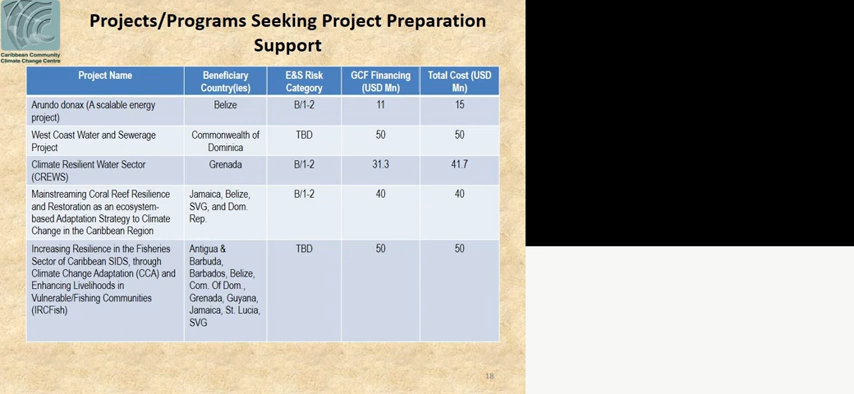 Projects/Programs Seeking Project Preparation
Support
Caribbean Community
Climate Change Centre
Project Name
Beneficiary
Country(ies)
E&S Risk
Category
GCF Financing
(USD Mn)
Total Cost (USD
Mn)
Arundo donax (A scalable energy
project)
Belize
B/1-2
11
15
West Coast Water and Sewerage
Project
Commonwealth of
Dominica
TBD
50
50
Climate Resilient Water Sector
(CREWS)
Grenada
B/1-2
31.3
41.7
Mainstreaming Coral Reef Resilience
and Restoration as an ecosystem-
based Adaptation Strategy to Climate
Change in the Caribbean Region
Jamaica, Belize,
SVG, and Dom.
Rep.
B/1-2
40
40
Increasing Resilience in the Fisheries
Sector of Caribbean SIDS, through
Climate Change Adaptation (CCA) and
Enhancing Livelihoods in
Vulnerable/Fishing Communities
(IRCFish)
Antigua &
Barbuda,
Barbados, Belize,
Com. Of Dom.,
Grenada, Guyana,
Jamaica, St. Lucia,
SVG
TBD
50
50
18